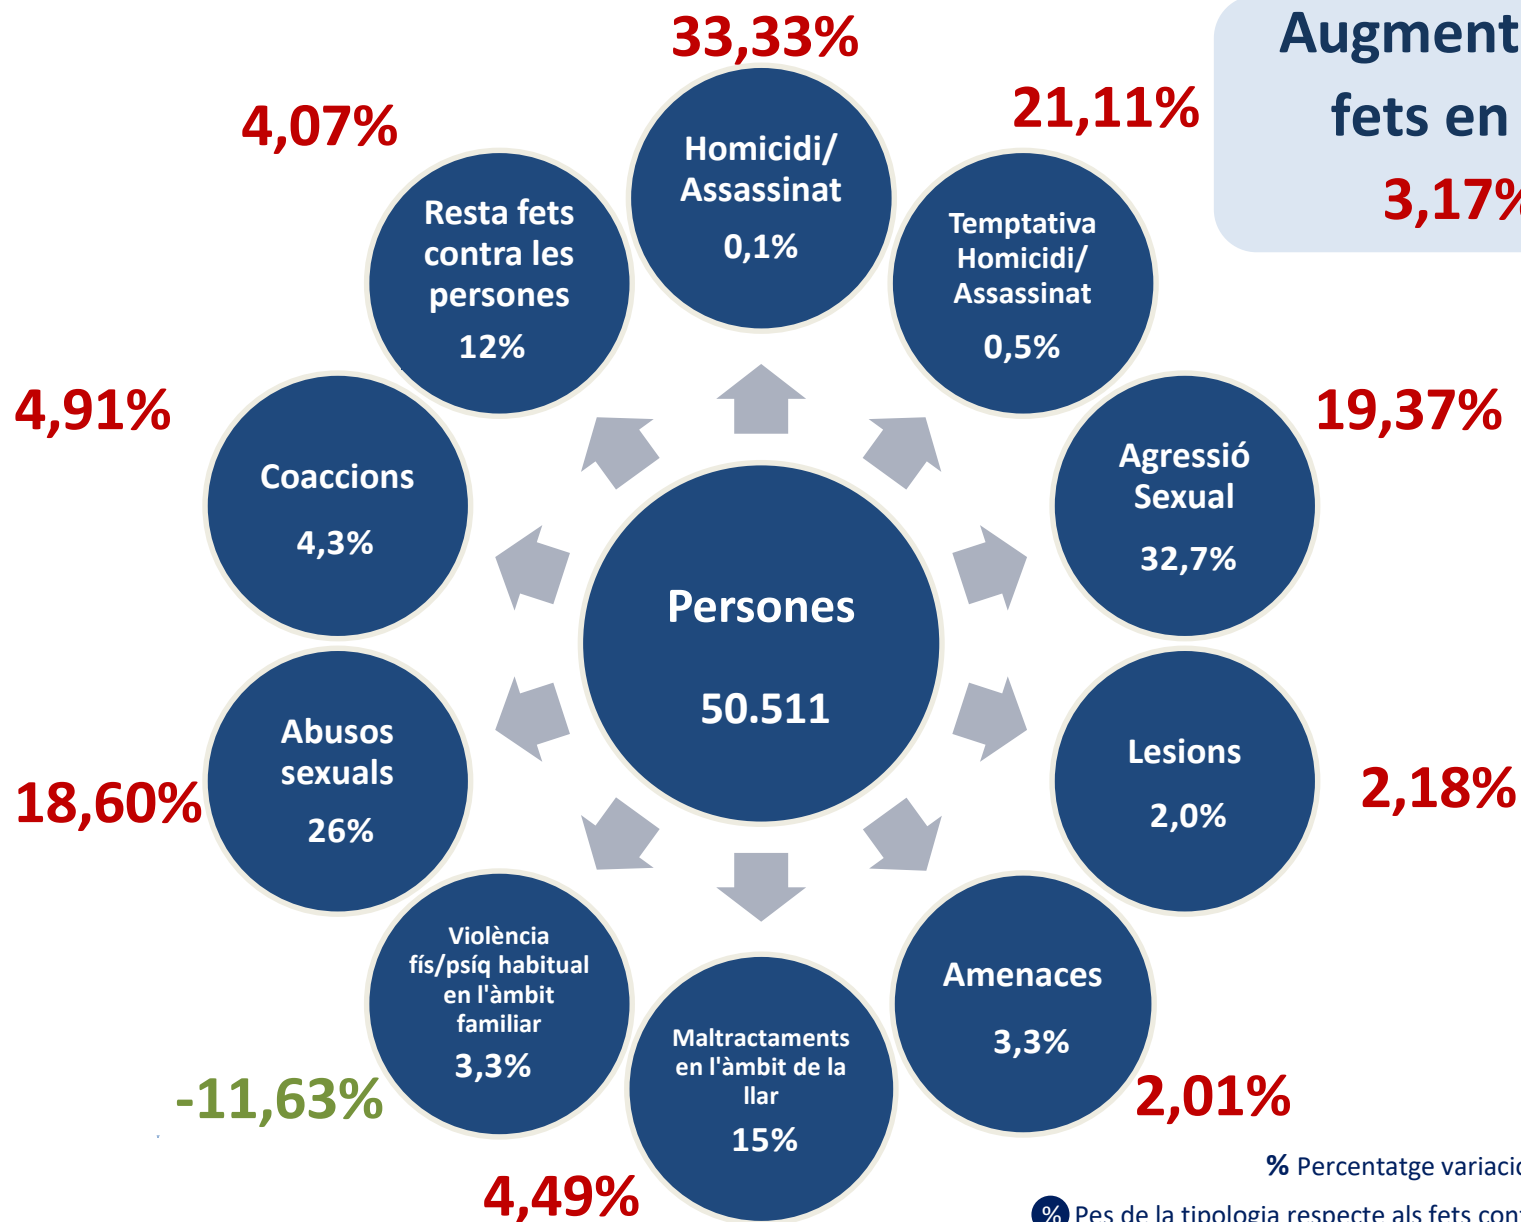 33,33%
Homicidi/
Assassinat
0,1%
21,11%
Temptativa
Homicidi/
Assassinat
0,5%
Augment
fets en
3,17%
19,37%
Agressió
Sexual
32,7%
2,18%
Lesions
2,0%
2,01%
Amenaces
3,3%
4,49%
Maltractaments
en l'àmbit de la
llar
15%
-11,63%
Violència
fís/psíq habitual
en l'àmbit
familiar
3,3%
18,60%
Abusos
sexuals
26%
4,91%
Coaccions
4,3%
4,07%
Resta fets
contra les
persones
12%
Persones
50.511
% Percentatge variació
% Pes de la tipologia respecte als fets